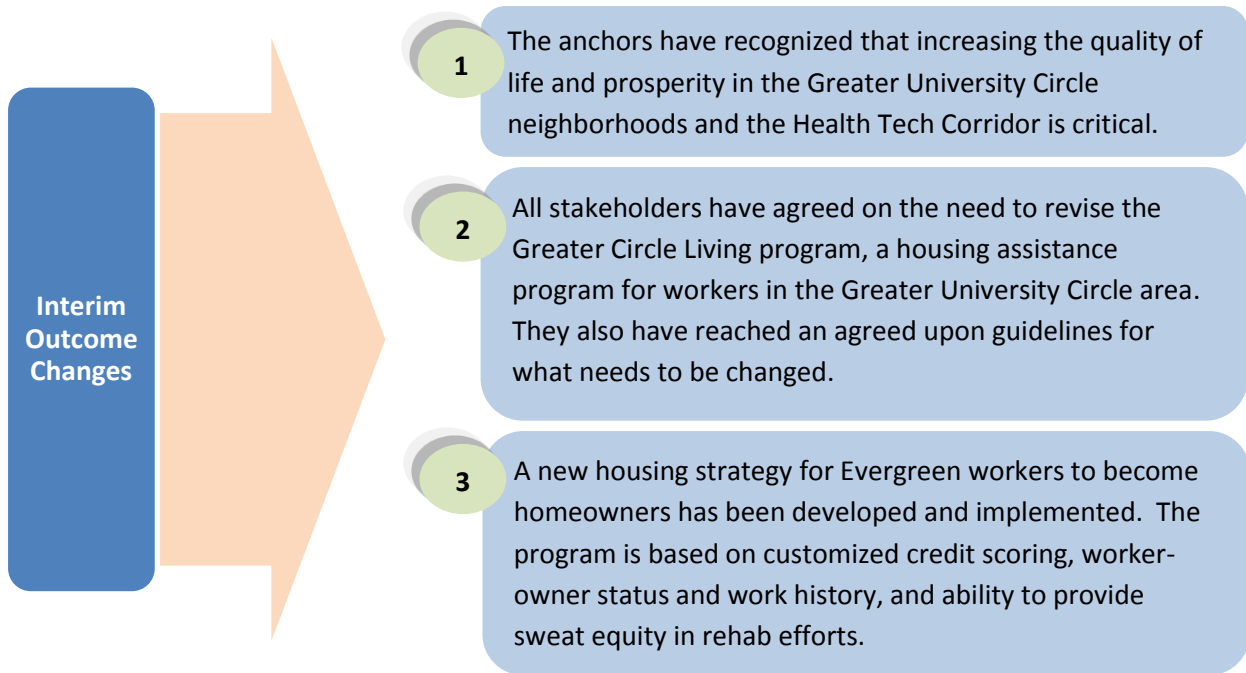 Interim
Outcome
Changes
1
The anchors have recognized that increasing the quality of
life and prosperity in the Greater University Circle
neighborhoods and the Health Tech Corridor is critical.
2
All stakeholders have agreed on the need to revise the
Greater Circle Living program, a housing assistance
program for workers in the Greater University Circle area.
They also have reached an agreed upon guidelines for
what needs to be changed.
3
A new housing strategy for Evergreen workers to become
homeowners has been developed and implemented.  The
program is based on customized credit scoring, worker-
owner status and work history, and ability to provide
sweat equity in rehab efforts.